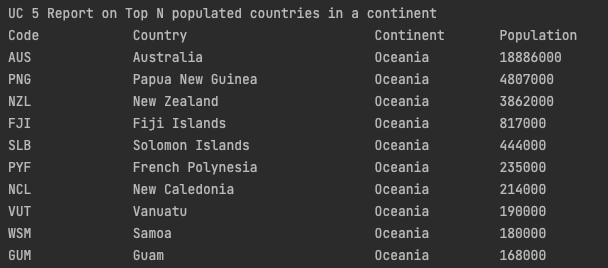 UC 5 Report on Top N populated countries in a continent
Code Country Continent Population
AUS Australia Oceania 18886000
PNG Papua New Guinea Oceania 4807000
NZL New Zealand Oceania 3862000
FJI Fiji Islands Oceania 817000
SLB Solomon Islands Oceania 444000
PYF French Polynesia Oceania 235000
NCL New Caledonia Oceania 214000
VUT Vanuatu Oceania 190000
WSM Samoa Oceania 180000
GUM Guam Oceania 168000